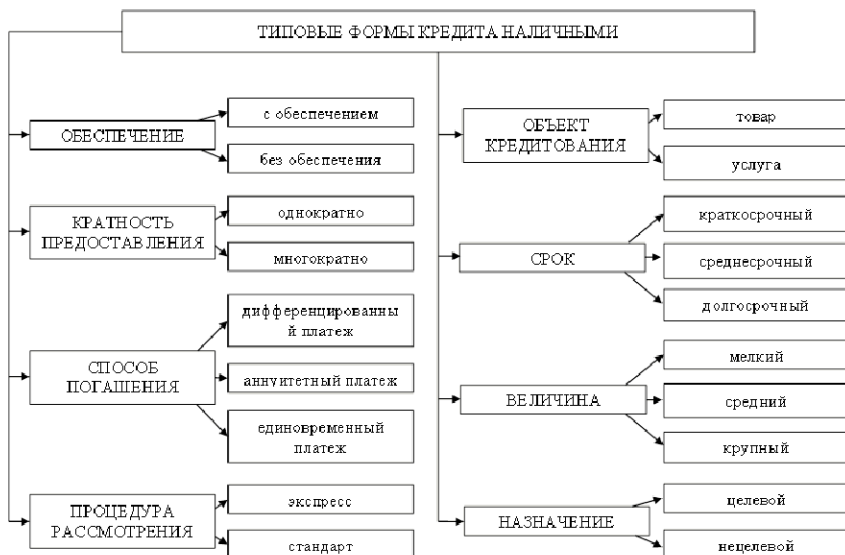 ТИПОВЫЕ ФОРМЫ КРЕДИТА НАЛИЧНЫМИ
ОБЕСПЕЧЕНИЕ
с обеспечением
без обеспечения
КРАТНОСТЬ
ПРЕДОСТАВЛЕНИЯ
однократно
многократно
СПОСОБ
ПОГАШЕНИЯ
дифференцированны
й платеж
аннуитетный платеж
единовременный
платеж
ПРОЦЕДУРА
РАССМОТРЕНИЯ
экспресс
стандарт
ОБЪЕКТ
КРЕДИТОВАНИЯ
товар
услуга
СРОК
краткосрочный
среднесрочный
долгосрочный
ВЕЛИЧИНА
мелкий
средний
крупный
НАЗНАЧЕНИЕ
целевой
нецелевой